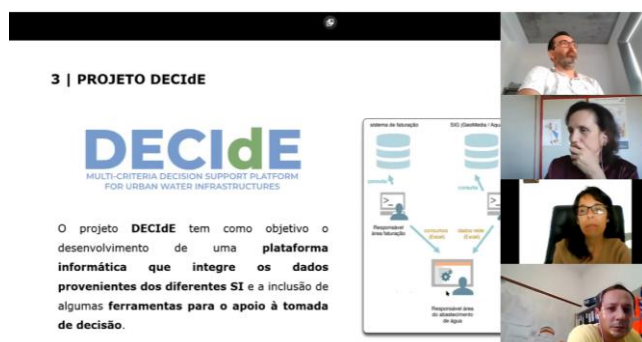 3 | PROJETO DECIdE
DECIdE
MULTI-CRITERIA DECISION SUPPORT PLATFORM
FOR URBAN WATER INFRASTRUCTURES
O projeto DECIdE tem como objetivo o
desenvolvimento de uma plataforma
informática que integre os dados
provenientes dos diferentes SI e a inclusão de
algumas ferramentas para o apoio à tomada
de decisão.
sistema de faturação
SIG (GeoMedia / Aqu
consulta
consulta
Responsável
área faturação
consumos
(Excel)
dados rede
(Excel)
Responsável área
do abastecimento
de água